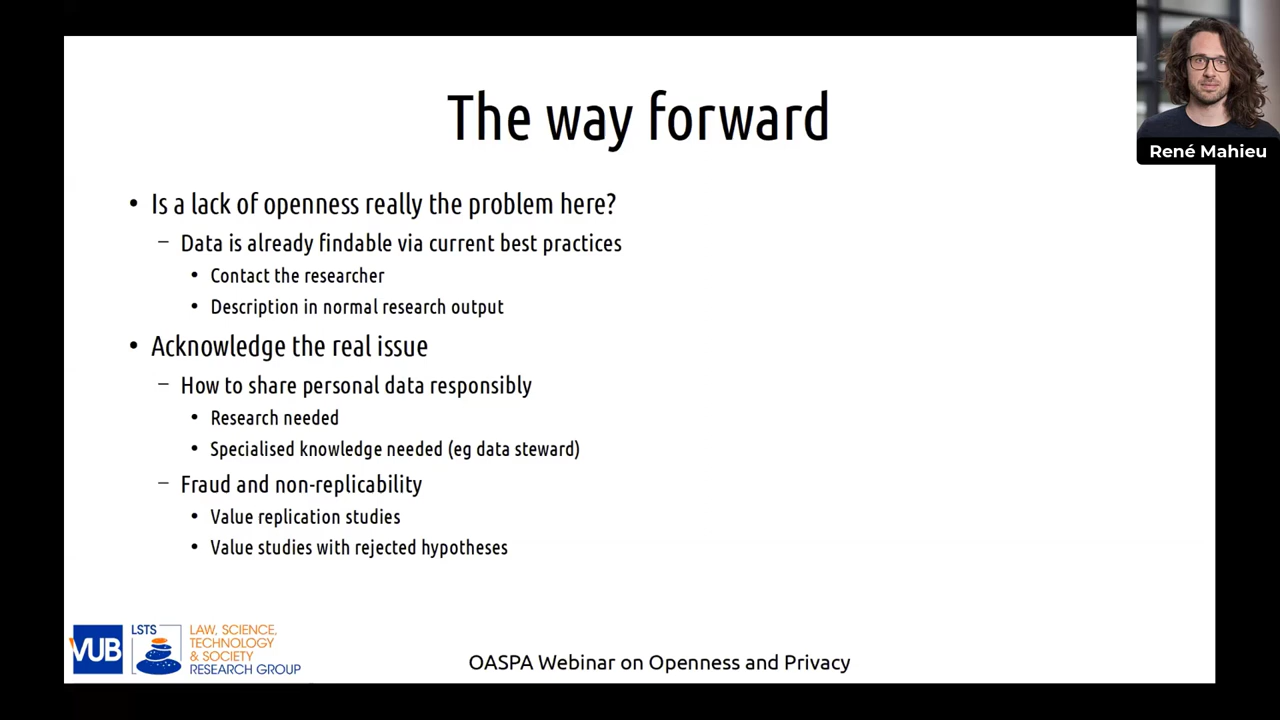 The way forward
René Mahieu
• Is a lack of openness really the problem here?
– Data is already findable via current best practices
• Contact the researcher
• Description in normal research output
• Acknowledge the real issue
– How to share personal data responsibly
• Research needed
• Specialised knowledge needed (eg data steward)
– Fraud and non-replicability
• Value replication studies
• Value studies with rejected hypotheses
VUB
LSTS
LAW, SCIENCE,
TECHNOLOGY
& SOCIETY
RESEARCH GROUP
OASPA Webinar on Openness and Privacy